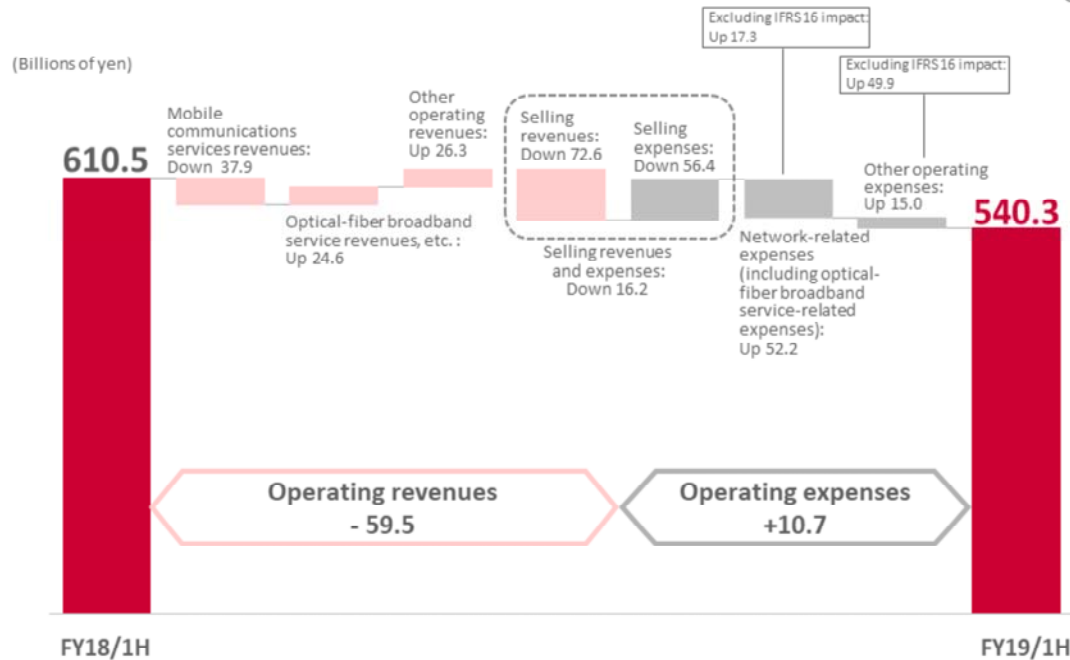 (Billions of yen)
610.5
Mobile
communications
services revenues:
Down 37.9
Optical-fiber broadband
service revenues, etc. :
Up 24.6
Other
operating
revenues:
Up 26.3
Selling
revenues:
Down 72.6
Selling
expenses:
Down 56.4
Selling revenues
and expenses:
Down 16.2
Excluding IFRS16 impact:
Up 17.3
Network-related
expenses
(including optical-
fiber broadband
service-related
expenses):
Up 52.2
Excluding IFRS16 impact:
Up 49.9
Other operating
expenses:
Up 15.0
540.3
Operating revenues
- 59.5
Operating expenses
+10.7
FY18/1H
FY19/1H